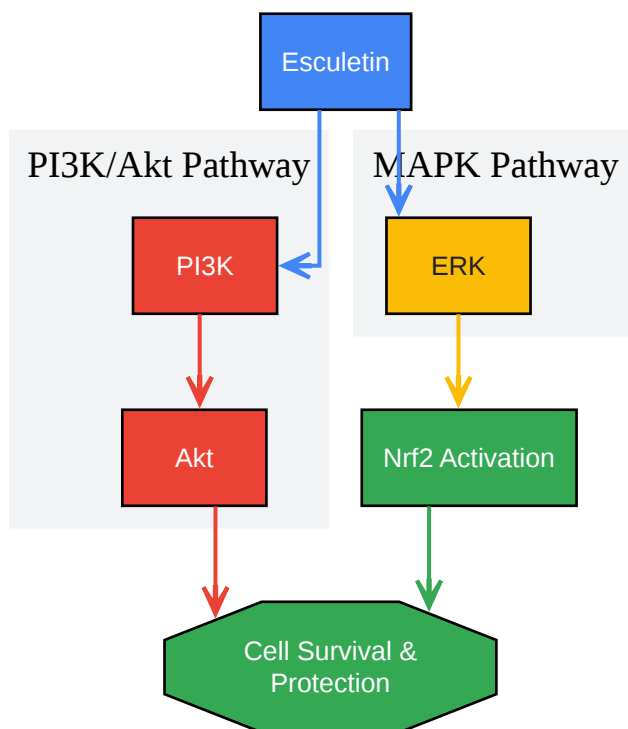 Esculetin
PI3K/Akt Pathway
MAPK Pathway
PI3K
ERK
Akt
Nrf2 Activation
Cell Survival &
Protection